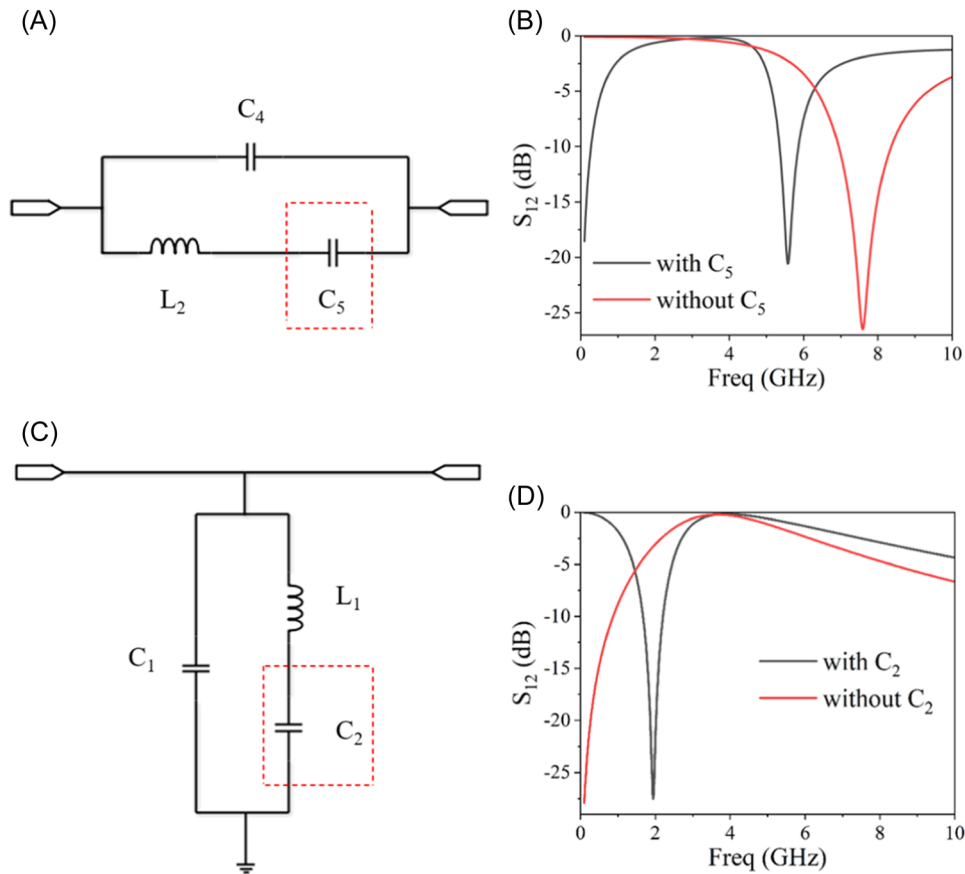 (A)
C4
L2
C5
(B)
0
-5
-10
-15
-20
-25
S12 (dB)
with C5
without C5
0 2 4 6 8 10
Freq (GHz)
(C)
L1
C1
C2
(D)
0
-5
-10
-15
-20
-25
S12 (dB)
with C2
without C2
0 2 4 6 8 10
Freq (GHz)